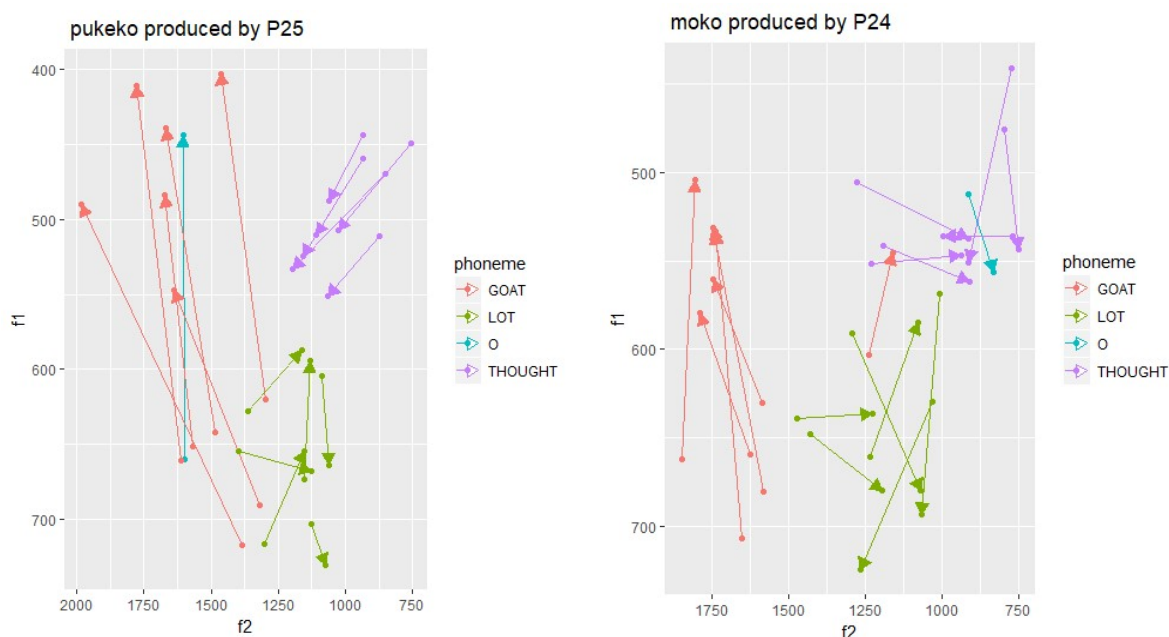 pukeko produced by P25
400
500
600
700
f1
2000 1750 1500 1250 1000 750
f2
phoneme
GOAT
LOT
O
THOUGHT
moko produced by P24
500
600
700
f1
1750 1500 1250 1000 750
f2
phoneme
GOAT
LOT
O
THOUGHT